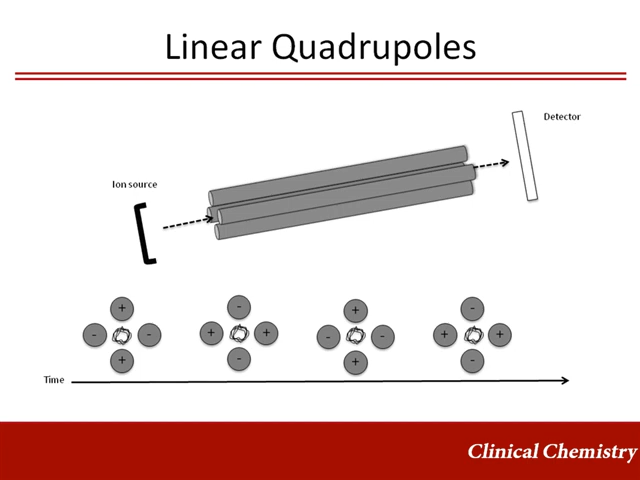 Linear Quadrupoles
Detector
Ion source
+ - + -
- - + + - - + +
+ - + -
Time
Clinical Chemistry